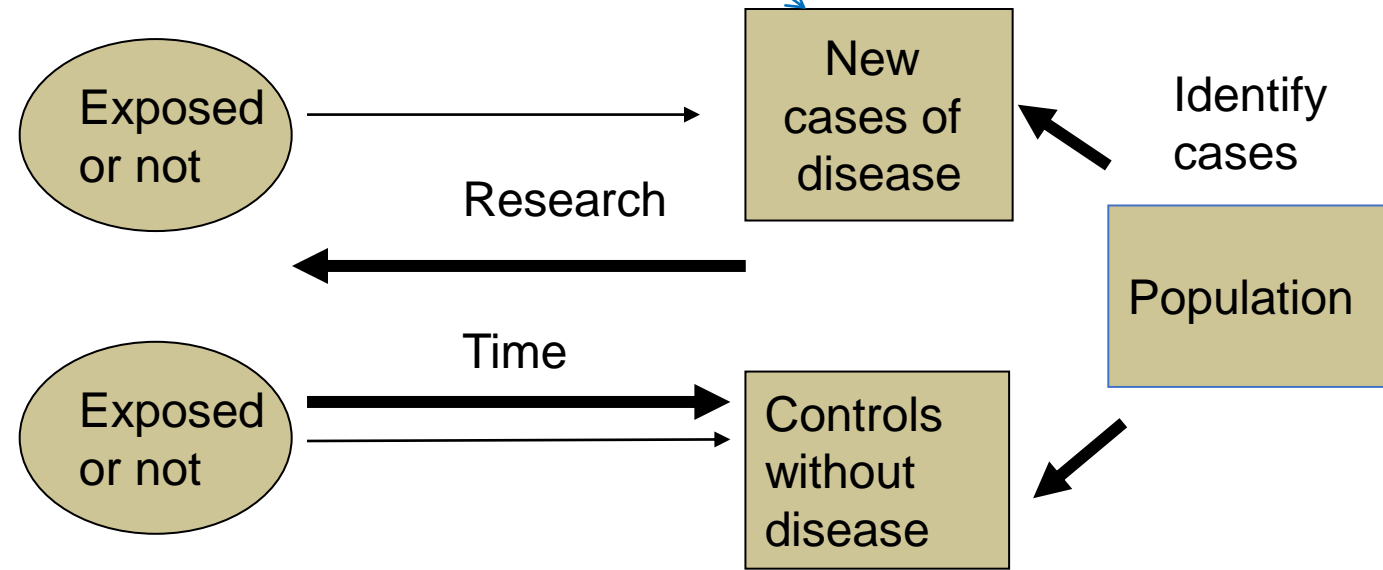 Exposed
or not
New
cases of
disease
Identify
cases
Research
Population
Time
Exposed
or not
Controls
without
disease